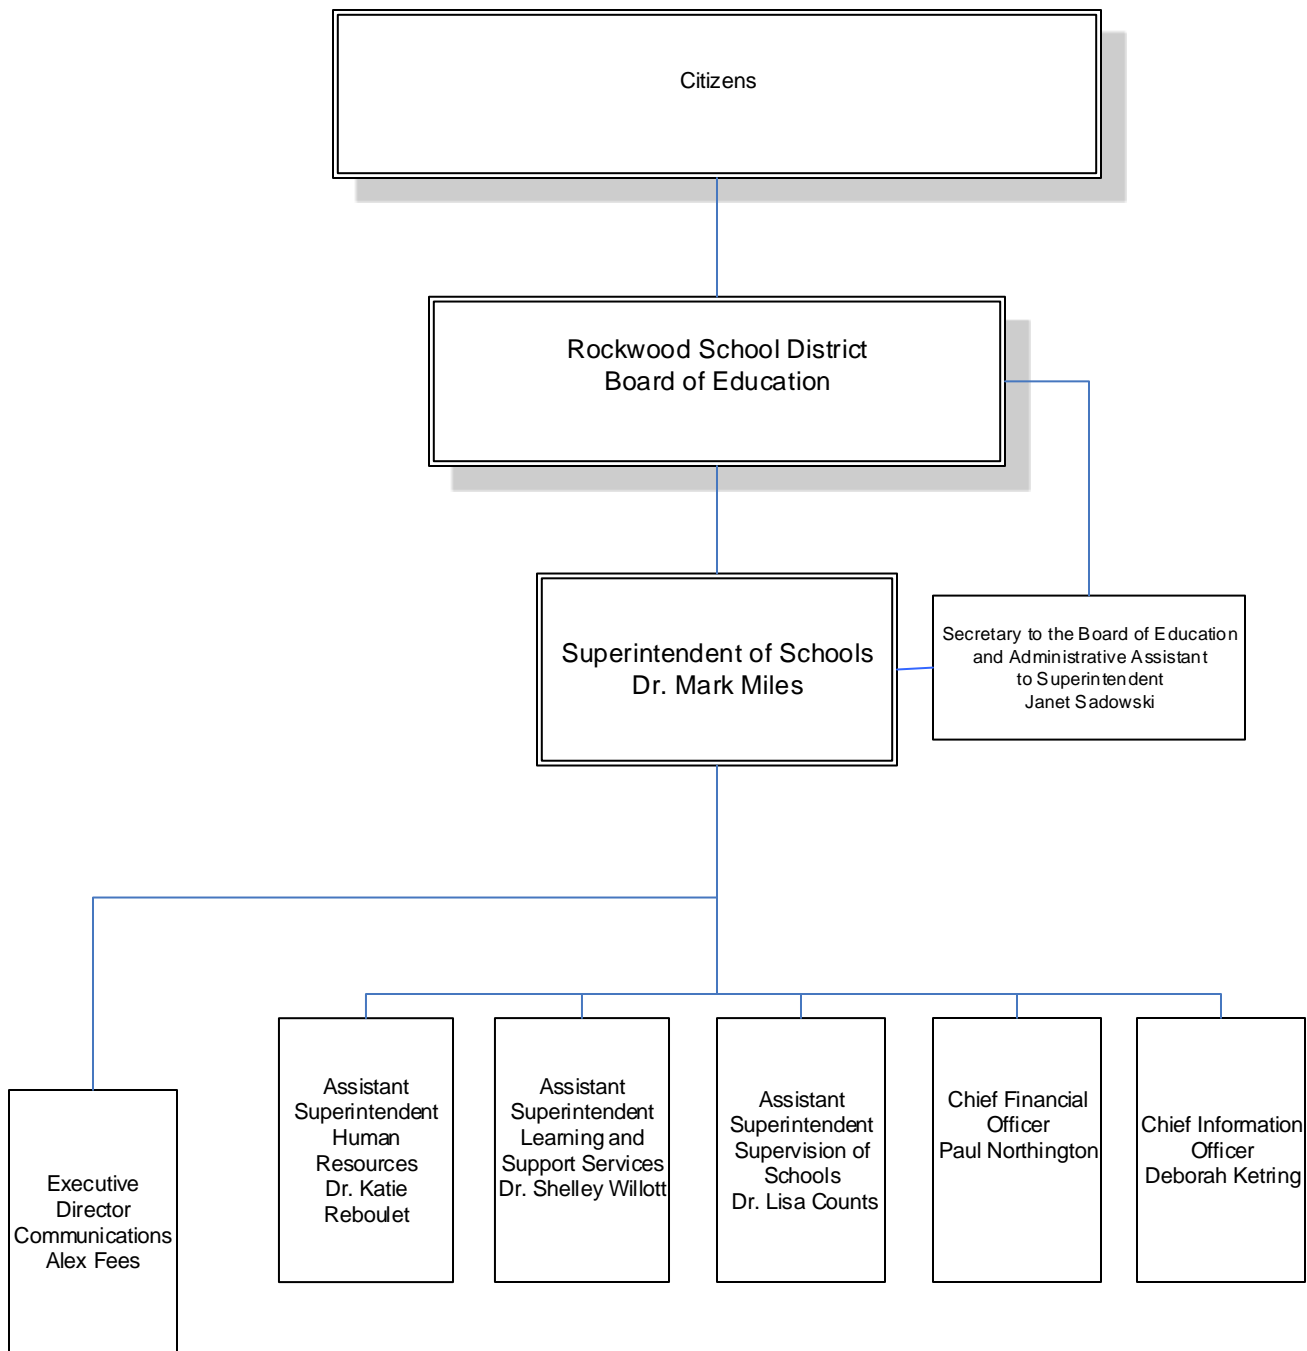 Citizens
Rockwood School District
Board of Education
Superintendent of Schools
Dr. Mark Miles
Secretary to the Board of Education
and Administrative Assistant
to Superintendent
Janet Sadowski
Executive
Director
Communications
Alex Fees
Assistant
Superintendent
Human
Resources
Dr. Katie
Reboulet
Assistant
Superintendent
Learning and
Support Services
Dr. Shelley Willott
Assistant
Superintendent
Supervision of
Schools
Dr. Lisa Counts
Chief Financial
Officer
Paul Northington
Chief Information
Officer
Deborah Ketring